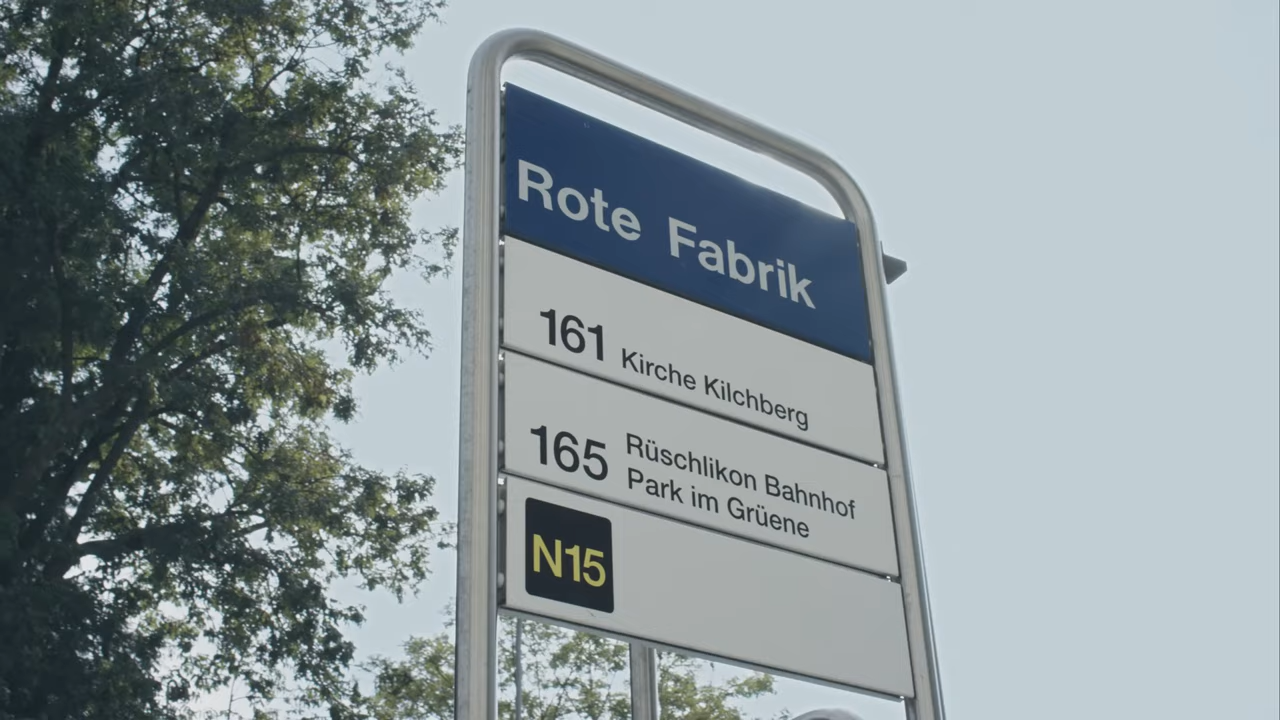 Rote Fabrik
161 Kirche Kilchberg
165 Rüschlikon Bahnhof
Park im Grüene
N15